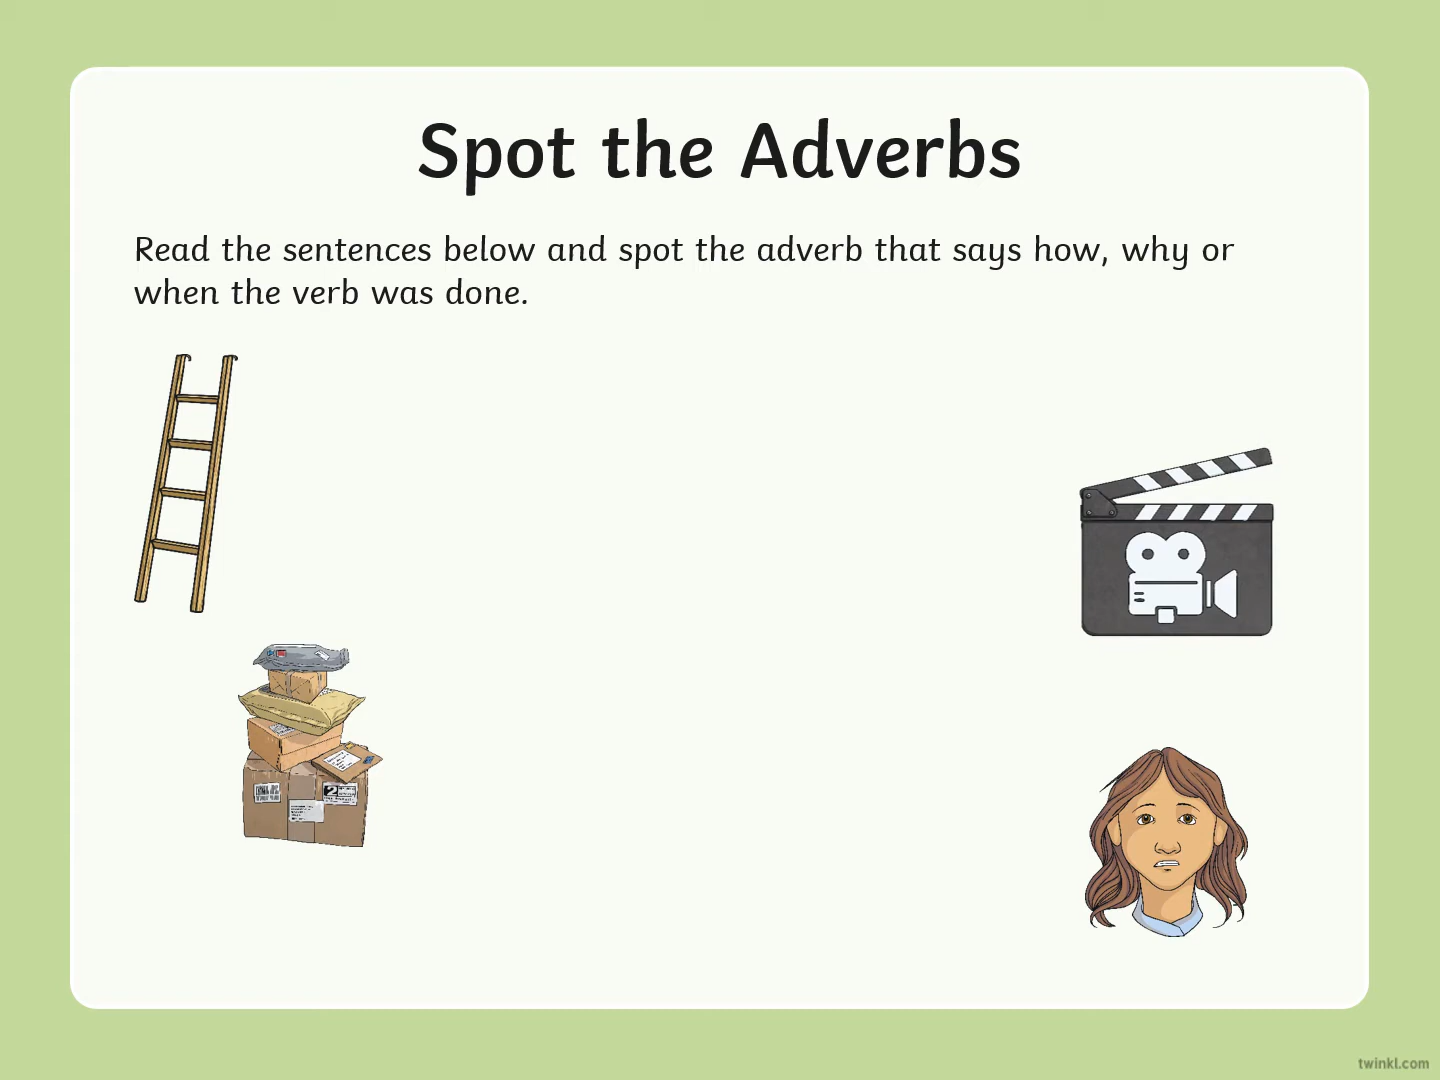 Spot the Adverbs
Read the sentences below and spot the adverb that says how, why or
when the verb was done.
twinkl.com